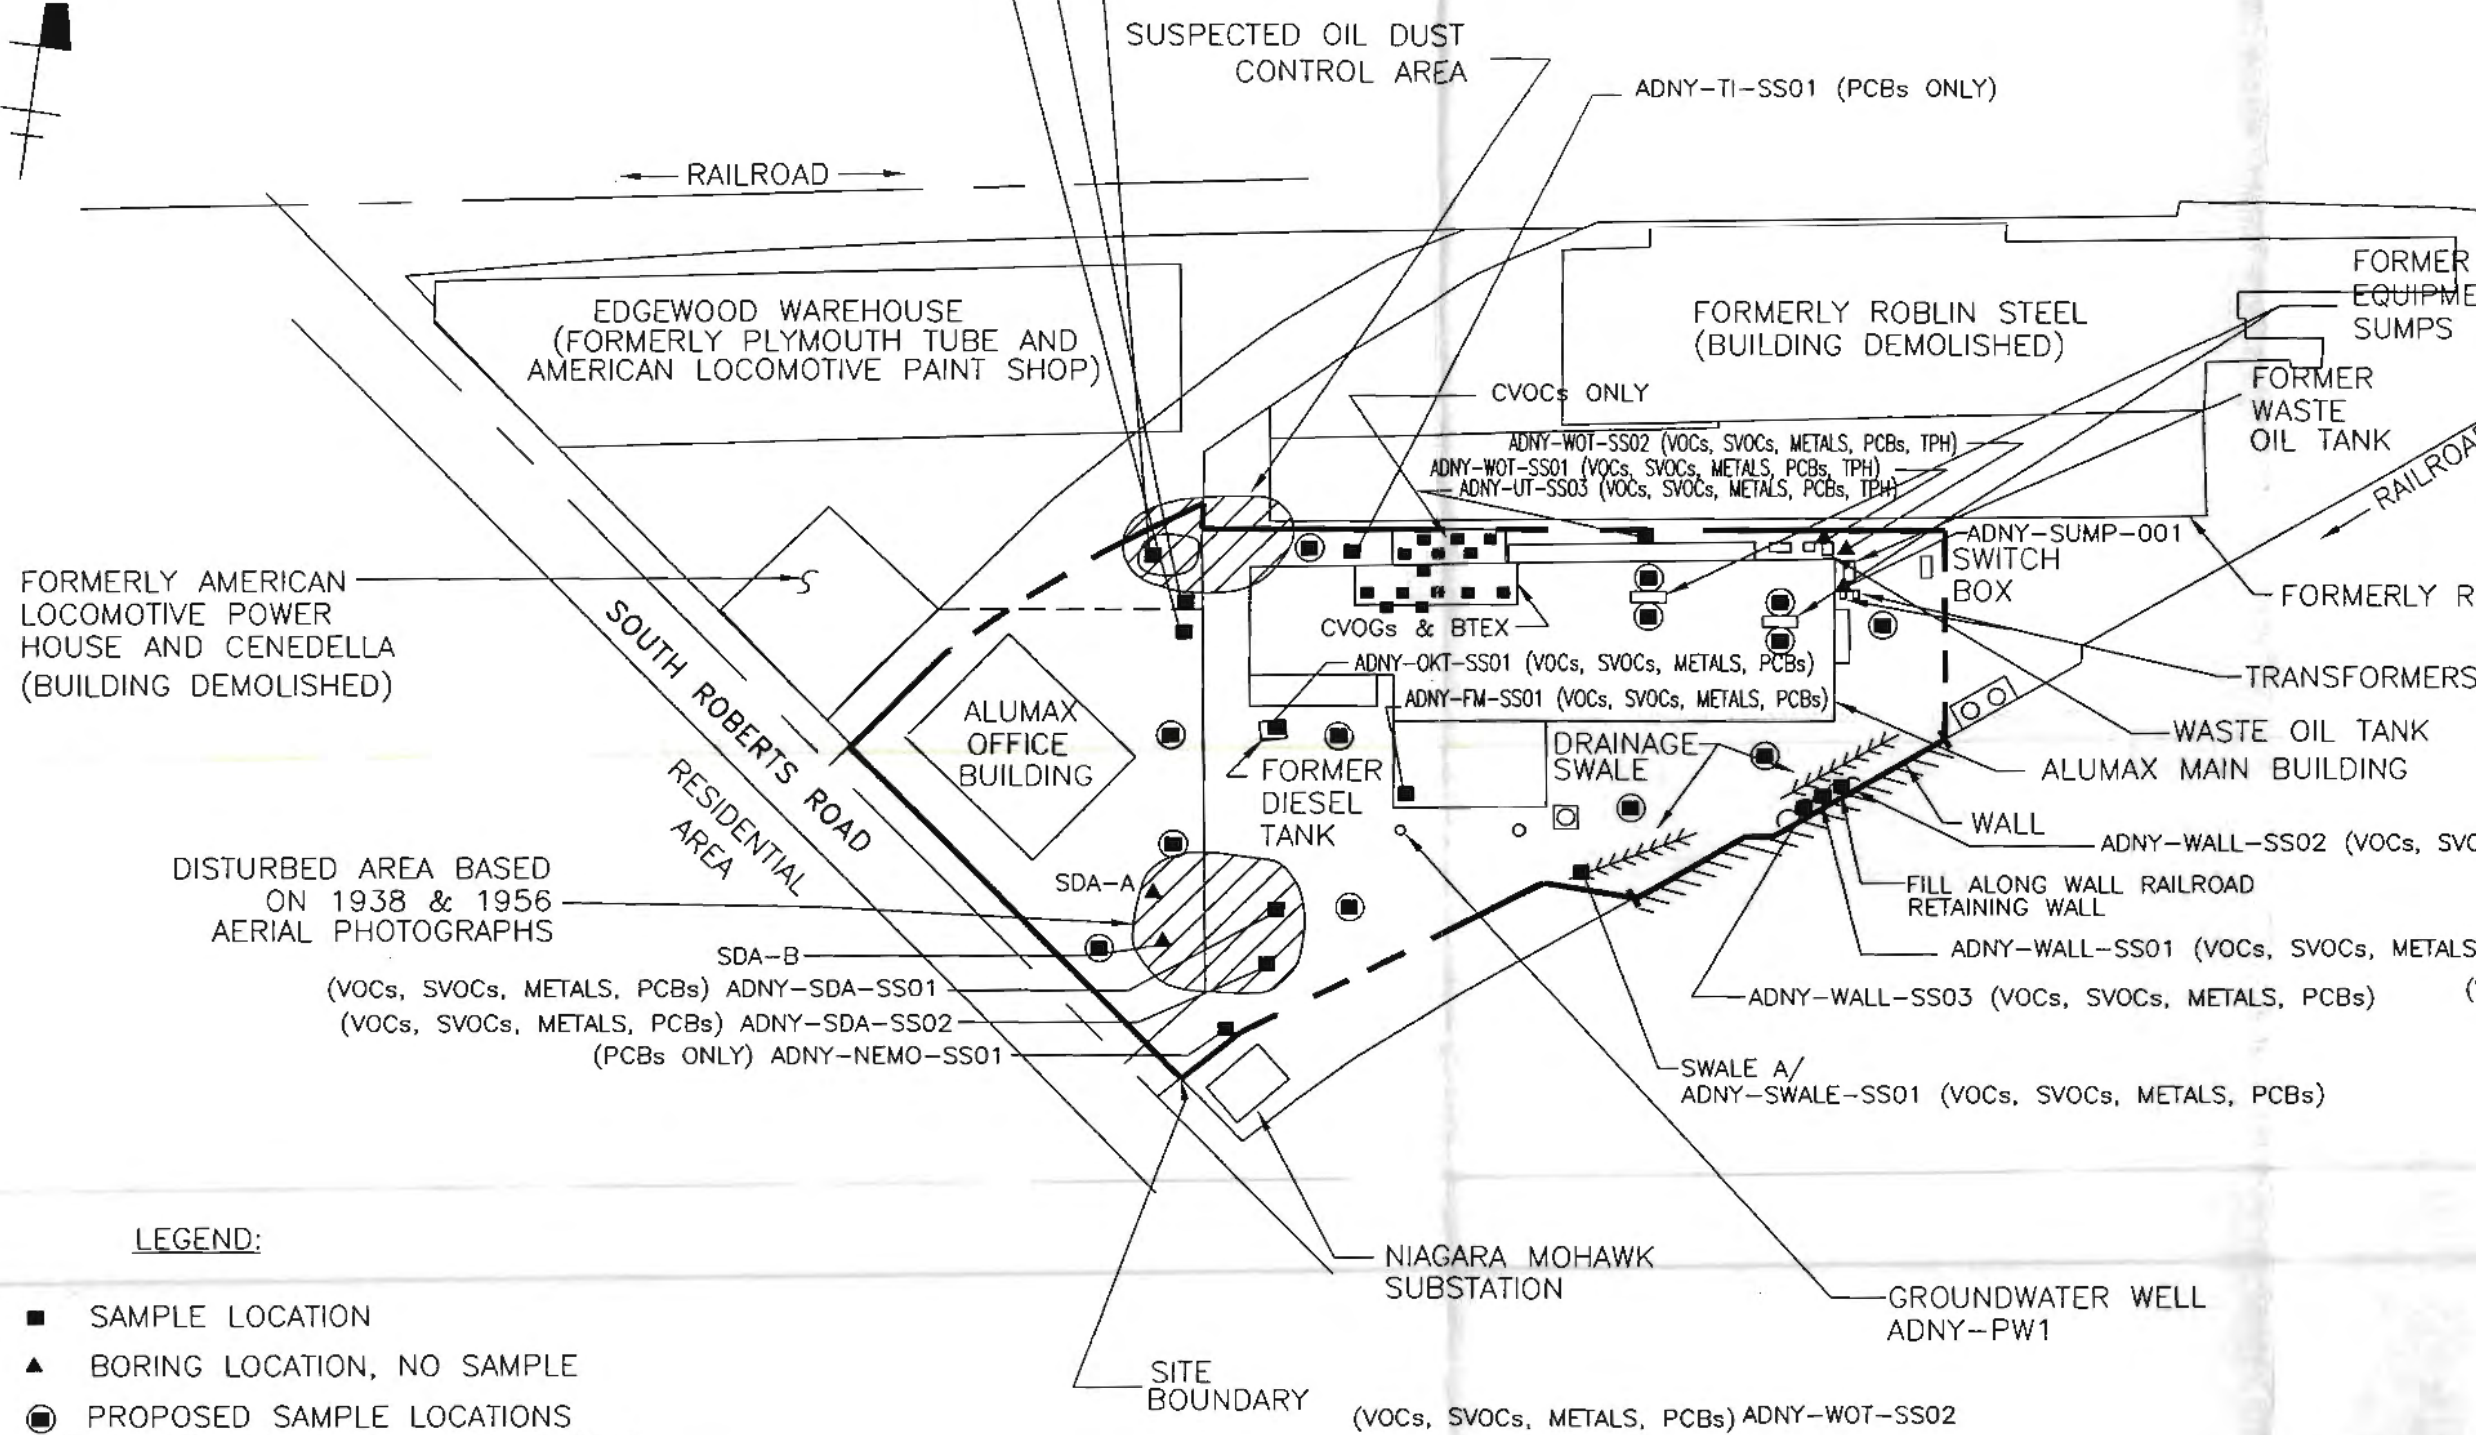 SUSPECTED OIL DUST
CONTROL AREA
ADNY-TI-SS01 (PCBs ONLY)
RAILROAD
EDGEWOOD WAREHOUSE
(FORMERLY PLYMOUTH TUBE AND
AMERICAN LOCOMOTIVE PAINT SHOP)
FORMERLY ROBLIN STEEL
(BUILDING DEMOLISHED)
FORMER
EQUIPME
SUMPS
FORMER
WASTE
OIL TANK
RAILROA
CVOCs ONLY
ADNY-WOT-SS02 (VOCs, SVOCs, METALS, PCBs, TPH)
ADNY-WOT-SS01 (VOCs, SVOCs, METALS, PCBs, TPH)
ADNY-UT-SS03 (VOCs, SVOCs, METALS, PCBs, TPH)
ADNY-SUMP-001
SWITCH
BOX
FORMERLY R
FORMERLY AMERICAN
LOCOMOTIVE POWER
HOUSE AND CENEDELLA
(BUILDING DEMOLISHED)
SOUTH ROBERTS ROAD
RESIDENTIAL
AREA
ALUMAX
OFFICE
BUILDING
CVOGs & BTEX
ADNY-OKT-SS01 (VOCs, SVOCs, METALS, PCBs)
ADNY-FM-SS01 (VOCs, SVOCs, METALS, PCBs)
TRANSFORMERS
WASTE OIL TANK
ALUMAX MAIN BUILDING
DRAINAGE
SWALE
FORMER
DIESEL
TANK
WALL
ADNY-WALL-SS02 (VOCs, SVO
FILL ALONG WALL RAILROAD
RETAINING WALL
ADNY-WALL-SS01 (VOCs, SVOCs, METALS
ADNY-WALL-SS03 (VOCs, SVOCs, METALS, PCBs)
DISTURBED AREA BASED
ON 1938 & 1956
AERIAL PHOTOGRAPHS
SDA-A
SDA-B
(VOCs, SVOCs, METALS, PCBs) ADNY-SDA-SS01
(VOCs, SVOCs, METALS, PCBs) ADNY-SDA-SS02
(PCBs ONLY) ADNY-NEMO-SS01
SWALE A/
ADNY-SWALE-SS01 (VOCs, SVOCs, METALS, PCBs)
NIAGARA MOHAWK
SUBSTATION
GROUNDWATER WELL
ADNY-PW1
SITE
BOUNDARY
(VOCs, SVOCs, METALS, PCBs) ADNY-WOT-SS02
LEGEND:
SAMPLE LOCATION
BORING LOCATION, NO SAMPLE
PROPOSED SAMPLE LOCATIONS